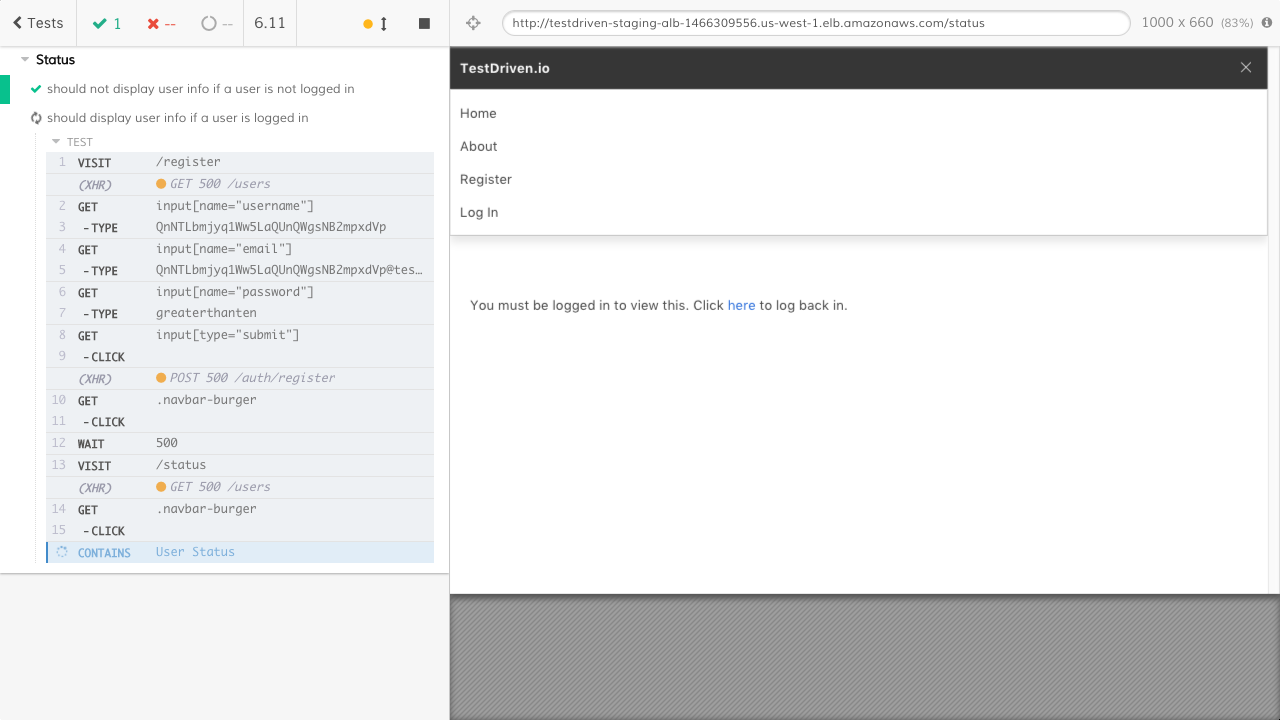 Tests 1 -- -- 6.11
http://testdriven-staging-alb-1466309556.us-west-1.elb.amazonaws.com/status 1000 x 660 (83%)
Status
should not display user info if a user is not logged in
should display user info if a user is logged in
TEST
1 VISIT /register
(XHR) GET 500 /users
2 GET input[name="username"]
3 -TYPE QnNTLbmjyq1Ww5LaQUnQWgsNB2mpxdVp
4 GET input[name="email"]
5 -TYPE QnNTLbmjyq1Ww5LaQUnQWgsNB2mpxdVp@tes…
6 GET input[name="password"]
7 -TYPE greaterthanten
8 GET input[type="submit"]
9 -CLICK
(XHR) POST 500 /auth/register
10 GET .navbar-burger
11 -CLICK
12 WAIT 500
13 VISIT /status
(XHR) GET 500 /users
14 GET .navbar-burger
15 -CLICK
CONTAINS User Status
TestDriven.io
Home
About
Register
Log In
You must be logged in to view this. Click here to log back in.